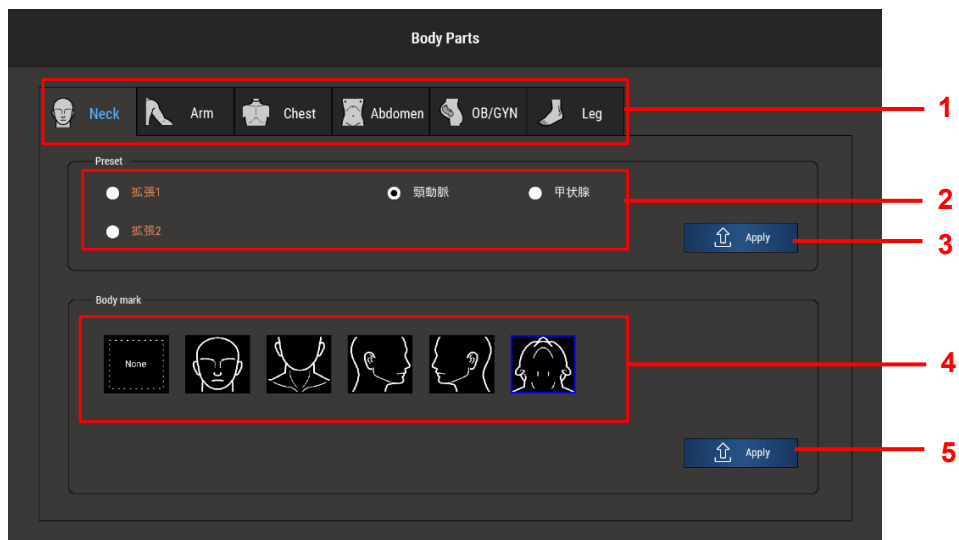 Body Parts
1
Neck Arm Chest Abdomen OB/GYN Leg
Preset
拡張1 頸動脈 甲状腺
2
拡張2
Apply
3
Body mark
None
4
Apply
5